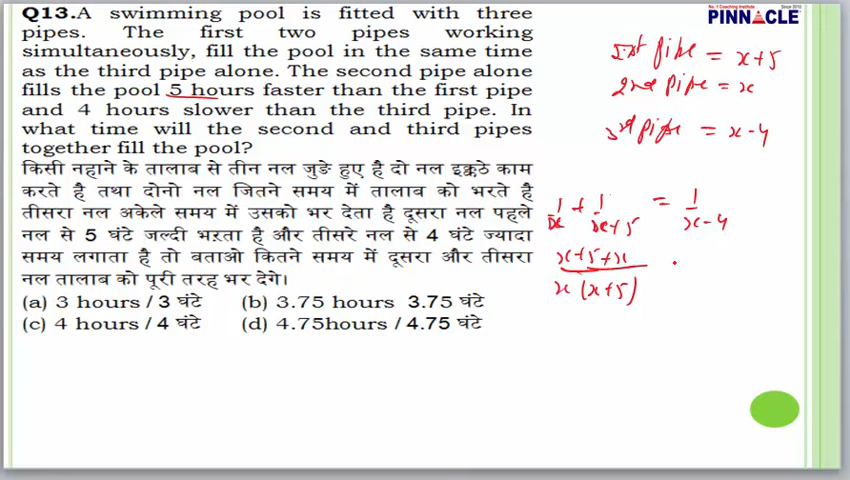 Q13.A swimming pool is fitted with three
pipes. The first two pipes working
simultaneously, fill the pool in the same time
as the third pipe alone. The second pipe alone
fills the pool 5 hours faster than the first pipe
and 4 hours slower than the third pipe. In
what time will the second and third pipes
together fill the pool?
किसी नहाने के तालाब से तीन नल जुङे हुए है दो नल इक्कठे काम
करते है तथा दोनो नल जितने समय में तालाब को भरते है
तीसरा नल अकेले समय में उसको भर देता है दूसरा नल पहले
नल से 5 घंटे जल्दी भरता है और तीसरे नल से 4 घंटे ज्यादा
समय लगाता है तो बताओ कितने समय में दूसरा और तीसरा
नल तालाब को पूरी तरह भर देगे।
(a) 3 hours / 3 घंटे (b) 3.75 hours 3.75 घंटे
(c) 4 hours / 4 घंटे (d) 4.75hours / 4.75 घंटे
No. 1 Coaching Institute Since 2010
PINNACLE
1st pipe = x+5
2nd pipe = x
3rd pipe = x-4
1/x + 1/x+5 = 1/x-4
x+5+x
x(x+5)